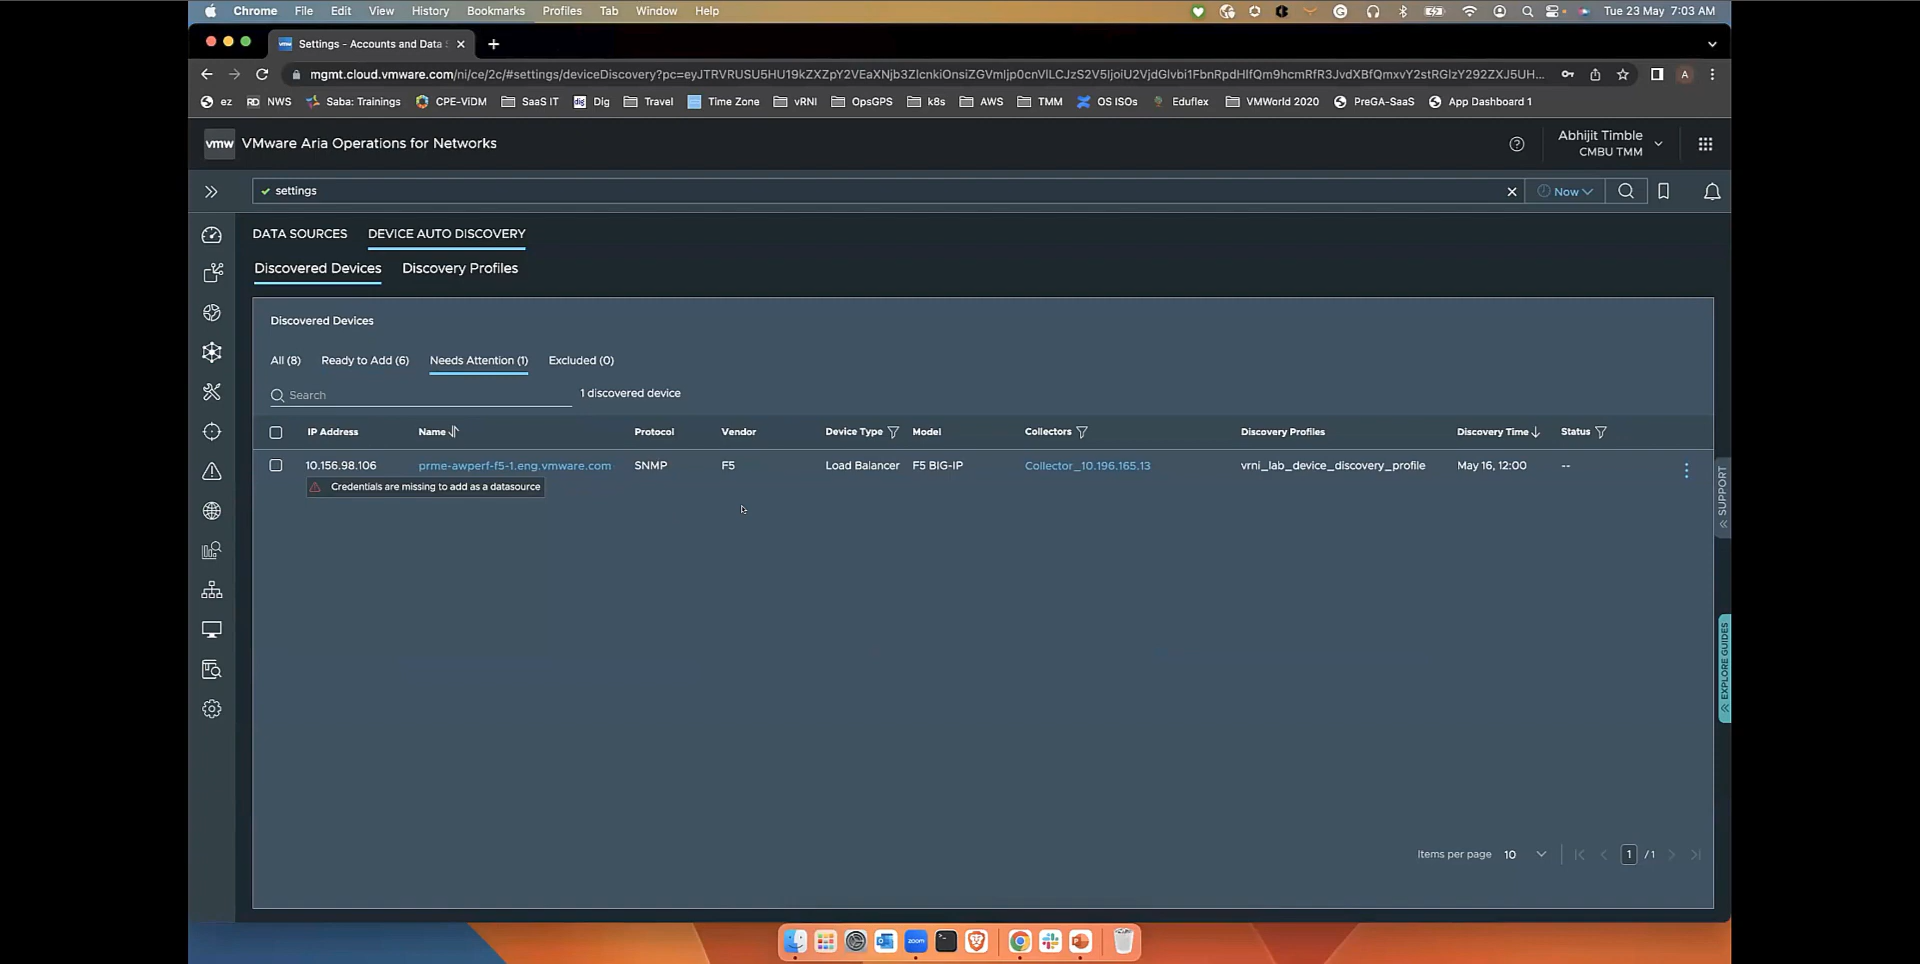 Chrome File Edit View History Bookmarks Profiles Tab Window Help Tue 23 May 7:03 AM
vmw Settings - Accounts and Data S
mgmt.cloud.vmware.com/ni/ce/2c/#settings/deviceDiscovery?pc=
A
ez NWS Saba: Trainings CPE-ViDM SaaS IT Dig Travel Time Zone vRNI OpsGPS k8s AWS TMM OS ISOs Eduflex VMWorld 2020 PreGA-SaaS App Dashboard 1
vmw VMware Aria Operations for Networks
Abhijit Timble
CMBU TMM
settings Now
DATA SOURCES DEVICE AUTO DISCOVERY
Discovered Devices Discovery Profiles
Discovered Devices
All (8) Ready to Add (6) Needs Attention (1) Excluded (0)
Search 1 discovered device
IP Address Name Protocol Vendor Device Type Model Collectors Discovery Profiles Discovery Time Status
10.156.98.106 prme-awperf-f5-1.eng.vmware.com SNMP F5 Load Balancer F5 BIG-IP Collector_10.196.165.13 vrni_lab_device_discovery_profile May 16, 12:00 --
Credentials are missing to add as a datasource
SUPPORT
EXPLORE GUIDES
Items per page 10 1 / 1
zoom